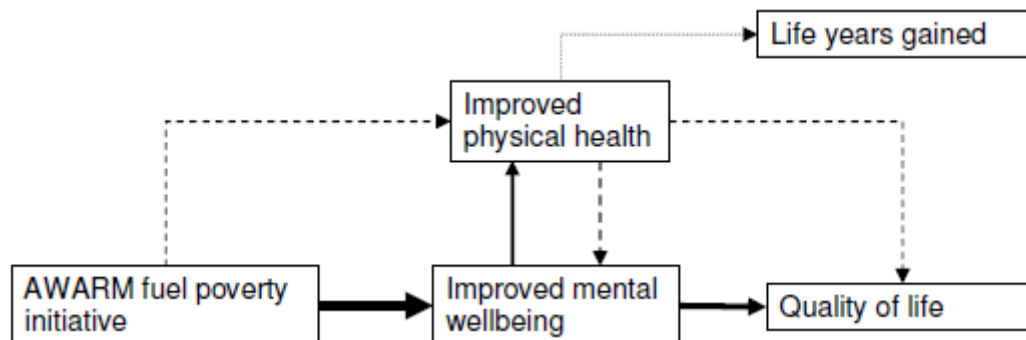 Life years gained
Improved
physical health
AWARM fuel poverty
initiative
Improved mental
wellbeing
Quality of life